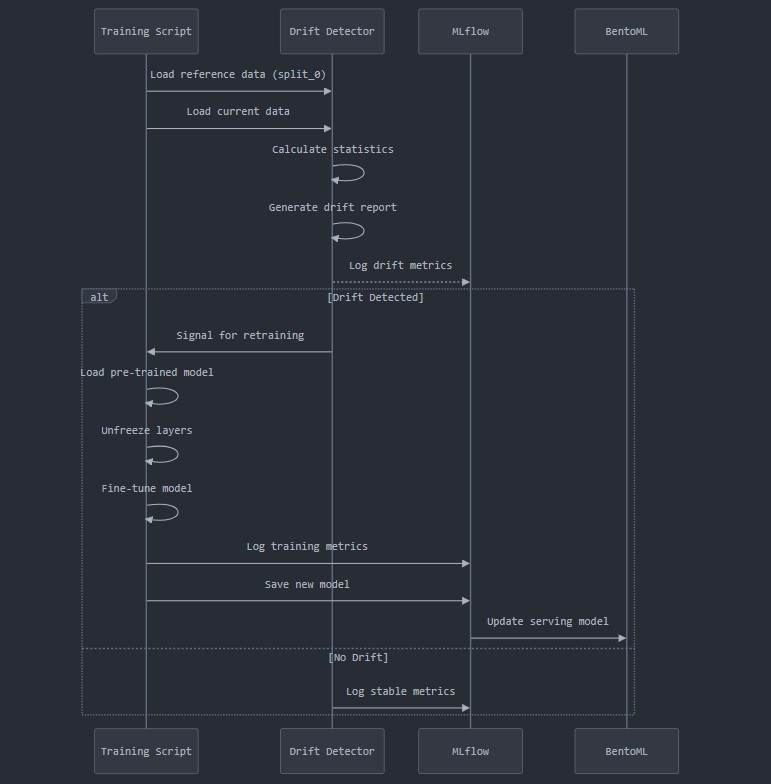 Training Script
Drift Detector
MLflow
BentoML
Load reference data (split_0)
Load current data
Calculate statistics
Generate drift report
Log drift metrics
alt
[Drift Detected]
Signal for retraining
Load pre-trained model
Unfreeze layers
Fine-tune model
Log training metrics
Save new model
Update serving model
[No Drift]
Log stable metrics
Training Script
Drift Detector
MLflow
BentoML